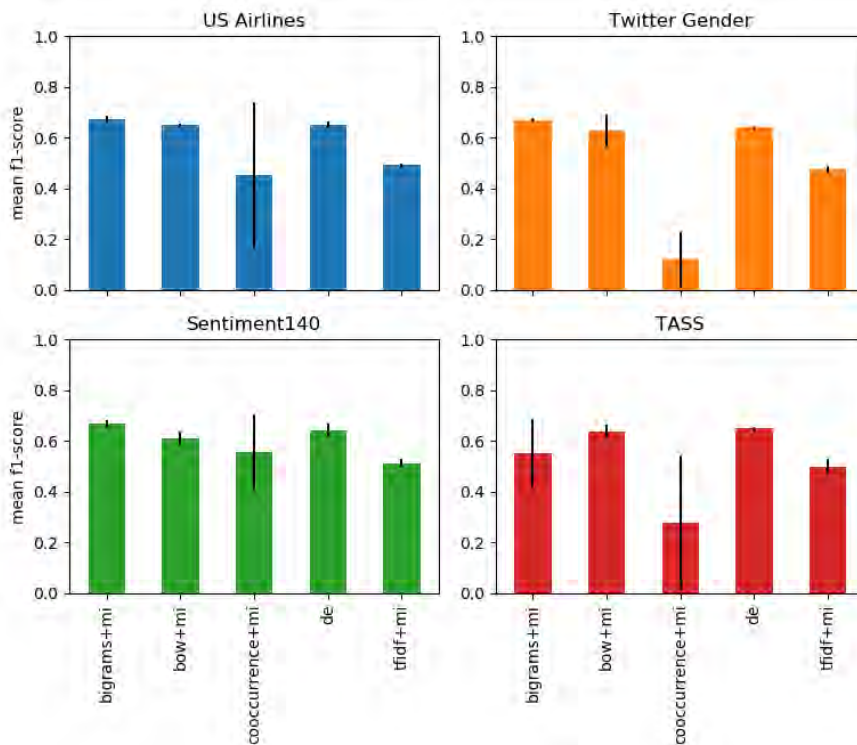 US Airlines
Twitter Gender
1.0
0.8
0.6
0.4
0.2
0.0
mean f1-score
1.0
0.8
0.6
0.4
0.2
0.0
Sentiment140
TASS
1.0
0.8
0.6
0.4
0.2
0.0
mean f1-score
1.0
0.8
0.6
0.4
0.2
0.0
bigrams+mi
bow+mi
cooccurrence+mi
de
tfidf+mi
bigrams+mi
bow+mi
cooccurrence+mi
de
tfidf+mi